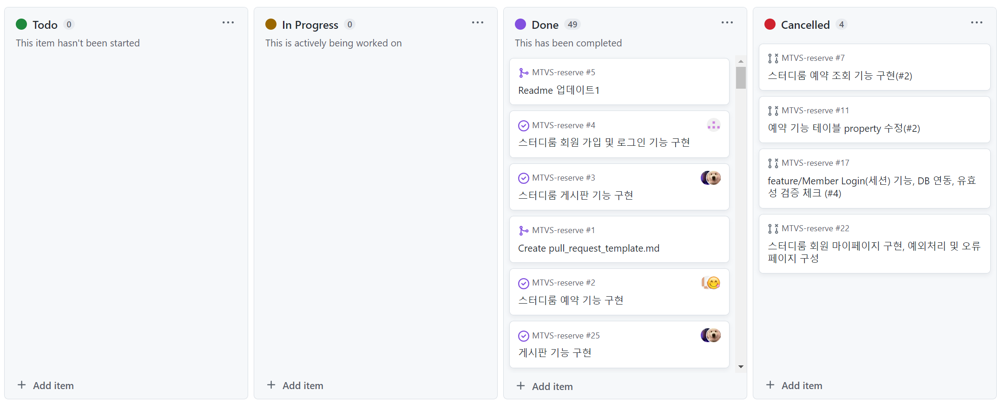 Todo 0
This item hasn't been started
Add item
In Progress 0
This is actively being worked on
Add item
Done 49
This has been completed
MTVS-reserve #5
Readme 업데이트1
MTVS-reserve #4
스터디룸 회원 가입 및 로그인 기능 구현
MTVS-reserve #3
스터디룸 게시판 기능 구현
MTVS-reserve #1
Create pull_request_template.md
MTVS-reserve #2
스터디룸 예약 기능 구현
MTVS-reserve #25
게시판 기능 구현
Add item
Cancelled 4
MTVS-reserve #7
스터디룸 예약 조회 기능 구현(#2)
MTVS-reserve #11
예약 기능 테이블 property 수정(#2)
MTVS-reserve #17
feature/Member Login(세션) 기능, DB 연동, 유효
성 검증 체크 (#4)
MTVS-reserve #22
스터디룸 회원 마이페이지 구현, 예외처리 및 오류
페이지 구성
Add item